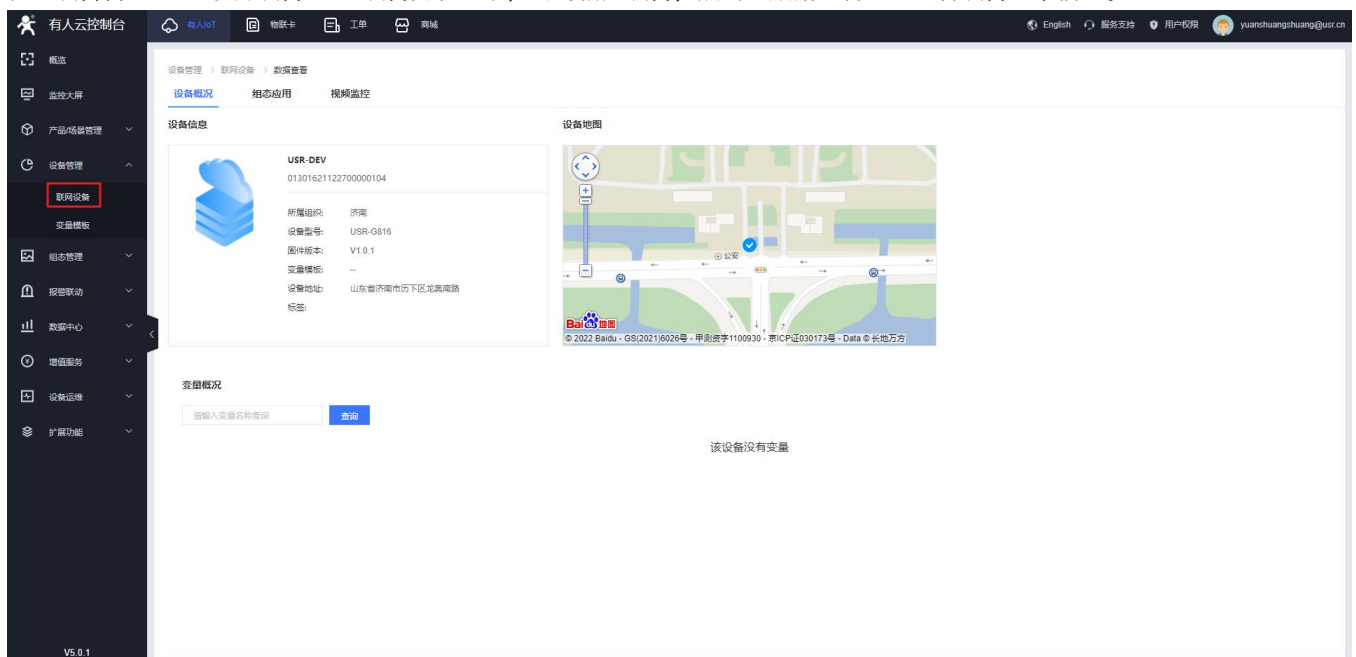 有人云控制台
有人IoT
物联卡
工单
商城
English
服务支持
用户权限
yuanshuangshuang@usr.cn
概览
监控大屏
产品/场景管理
设备管理
联网设备
变量模板
组态管理
报警联动
数据中心
增值服务
设备运维
扩展功能
V5.0.1
设备管理 > 联网设备 > 数据查看
设备概况
组态应用
视频监控
设备信息
USR-DEV
01301621122700000104
所属组织: 济南
设备型号: USR-G816
固件版本: V1.0.1
变量模板: --
设备地址: 山东省济南市历下区龙奥南路
标签:
设备地图
公安
Bai 地图
© 2022 Baidu - GS(2021)6026号 - 甲测资字1100930 - 京ICP证030173号 - Data © 长地万方
变量概况
请输入变量名称查询
查询
该设备没有变量